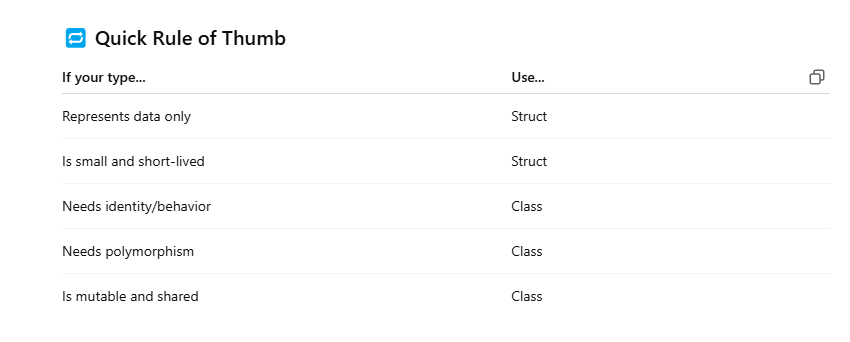 Quick Rule of Thumb
If your type... Use...
Represents data only Struct
Is small and short-lived Struct
Needs identity/behavior Class
Needs polymorphism Class
Is mutable and shared Class